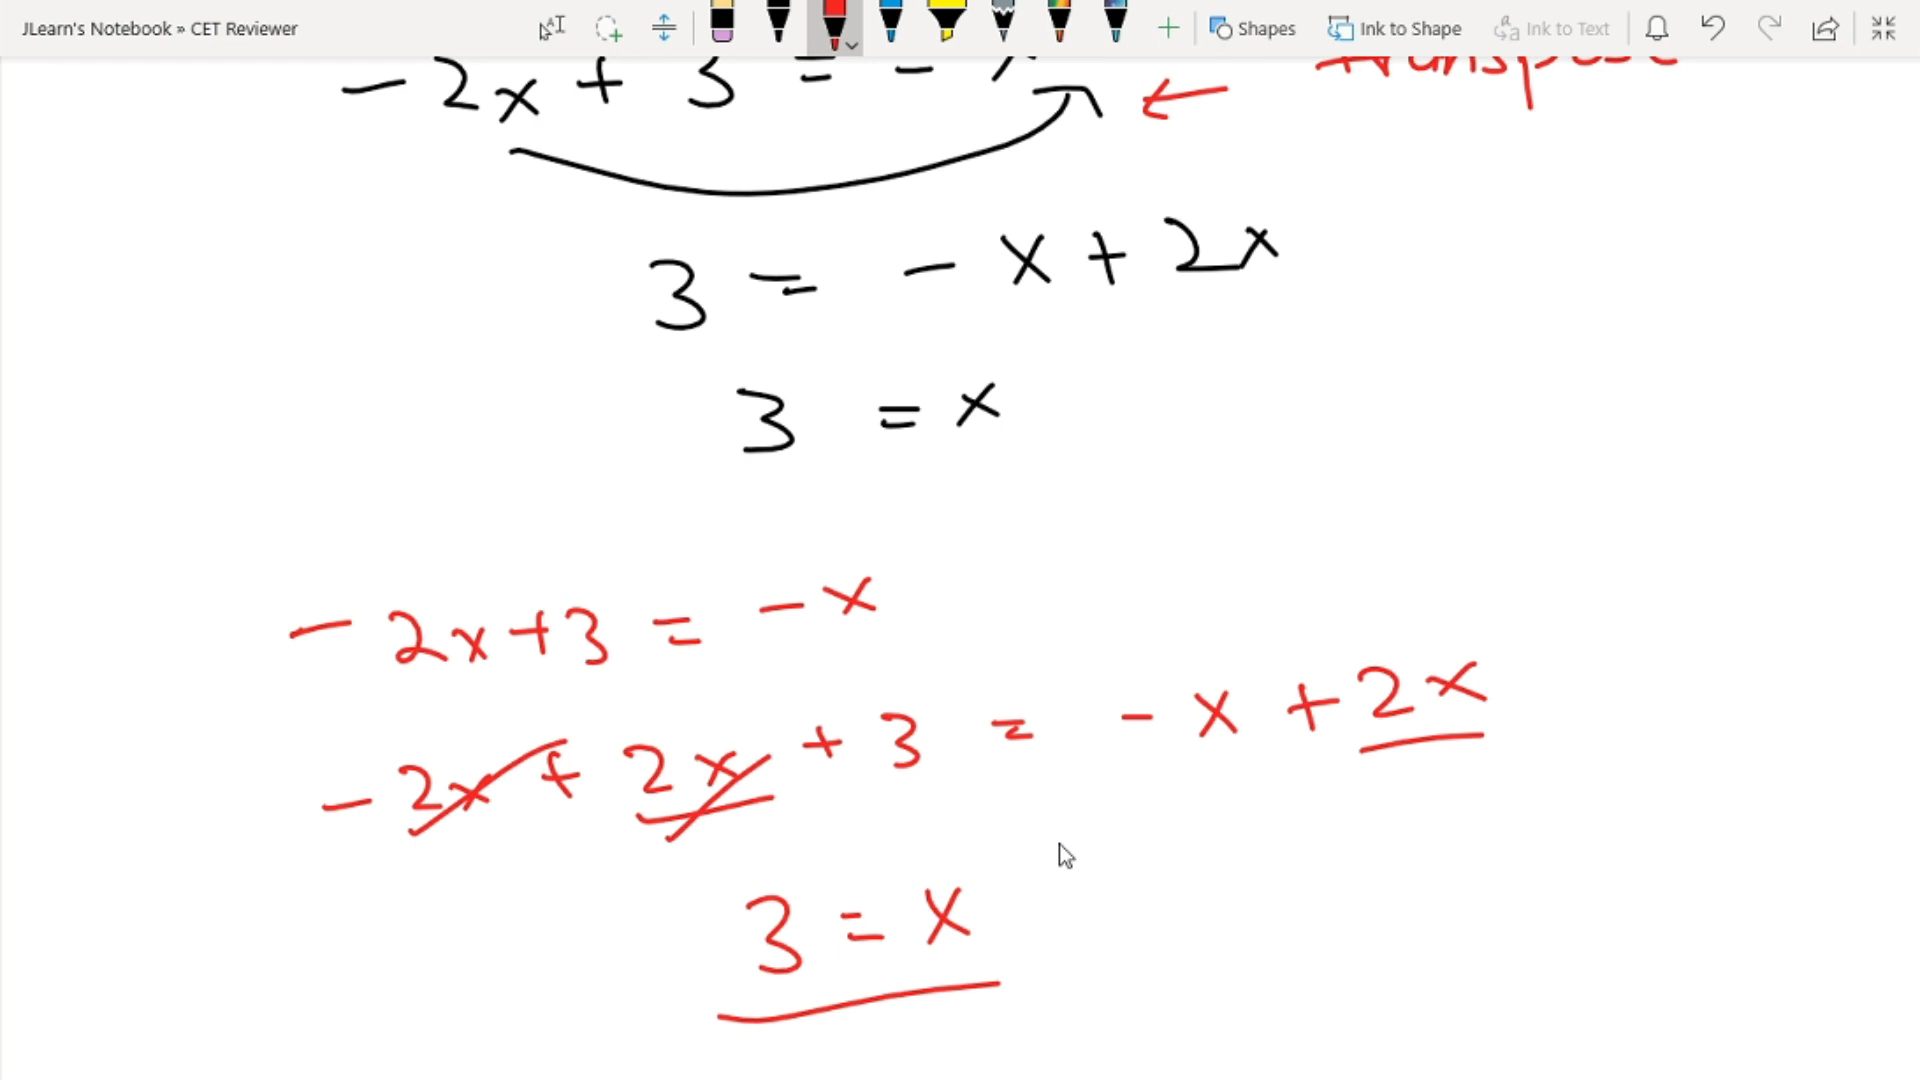 JLearn's Notebook » CET Reviewer Shapes Ink to Shape Ink to Text
- 2x + 3 = - x transpose
3 = - x + 2x
3 = x
- 2x + 3 = - x
- 2x + 2x + 3 = - x + 2x
3 = x